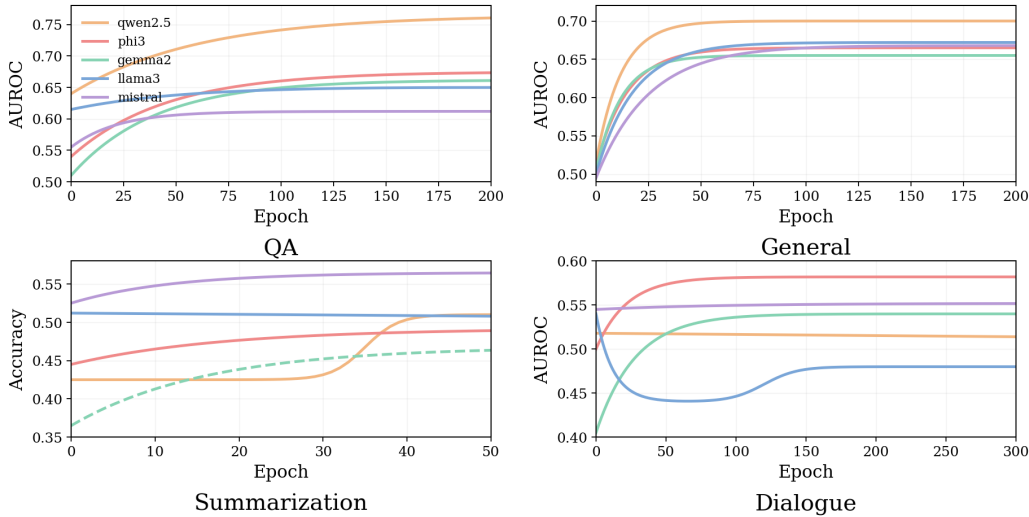 0.75
0.70
0.65
0.60
0.55
0.50
AUROC
qwen2.5
phi3
gemma2
llama3
mistral
0 25 50 75 100 125 150 175 200
Epoch
QA
0.70
0.65
0.60
0.55
0.50
AUROC
0 25 50 75 100 125 150 175 200
Epoch
General
0.55
0.50
0.45
0.40
0.35
Accuracy
0 10 20 30 40 50
Epoch
Summarization
0.60
0.55
0.50
0.45
0.40
AUROC
0 50 100 150 200 250 300
Epoch
Dialogue